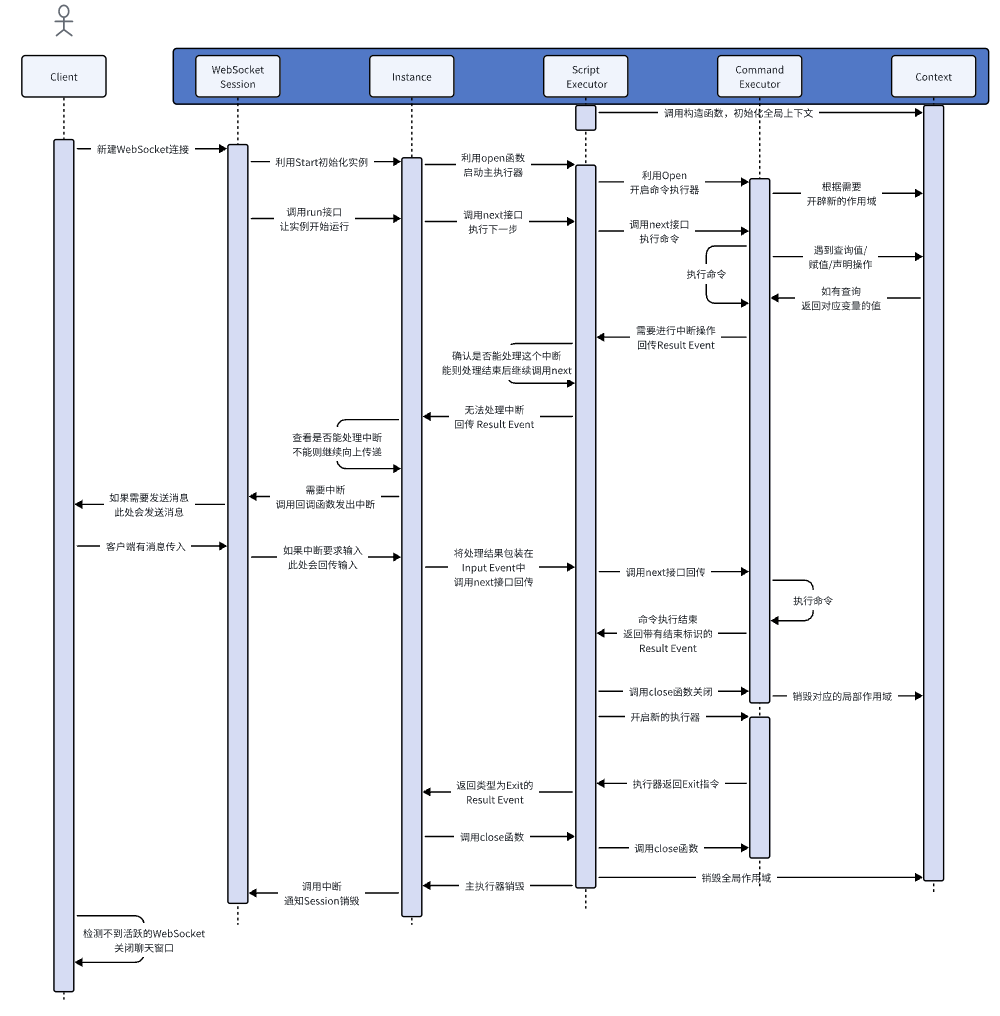 Client
WebSocket
Session
Instance
Script
Executor
Command
Executor
Context
调用构造函数，初始化全局上下文
新建WebSocket连接
利用Start初始化实例
利用open函数
启动主执行器
利用Open
开启命令执行器
根据需要
开辟新的作用域
调用run接口
让实例开始运行
调用next接口
执行下一步
调用next接口
执行命令
遇到查询值/
赋值/声明操作
执行命令
如有查询
返回对应变量的值
需要进行中断操作
回传Result Event
确认是否能处理这个中断
能则处理结束后继续调用next
无法处理中断
回传 Result Event
查看是否能处理中断
不能则继续向上传递
需要中断
调用回调函数发出中断
如果需要发送消息
此处会发送消息
客户端有消息传入
如果中断要求输入
此处会回传输入
将处理结果包装在
Input Event中
调用next接口回传
调用next接口回传
执行命令
命令执行结束
返回带有结束标识的
Result Event
调用close函数关闭
销毁对应的局部作用域
开启新的执行器
执行器返回Exit指令
返回类型为Exit的
Result Event
调用close函数
调用close函数
销毁全局作用域
主执行器销毁
调用中断
通知Session销毁
检测不到活跃的WebSocket
关闭聊天窗口